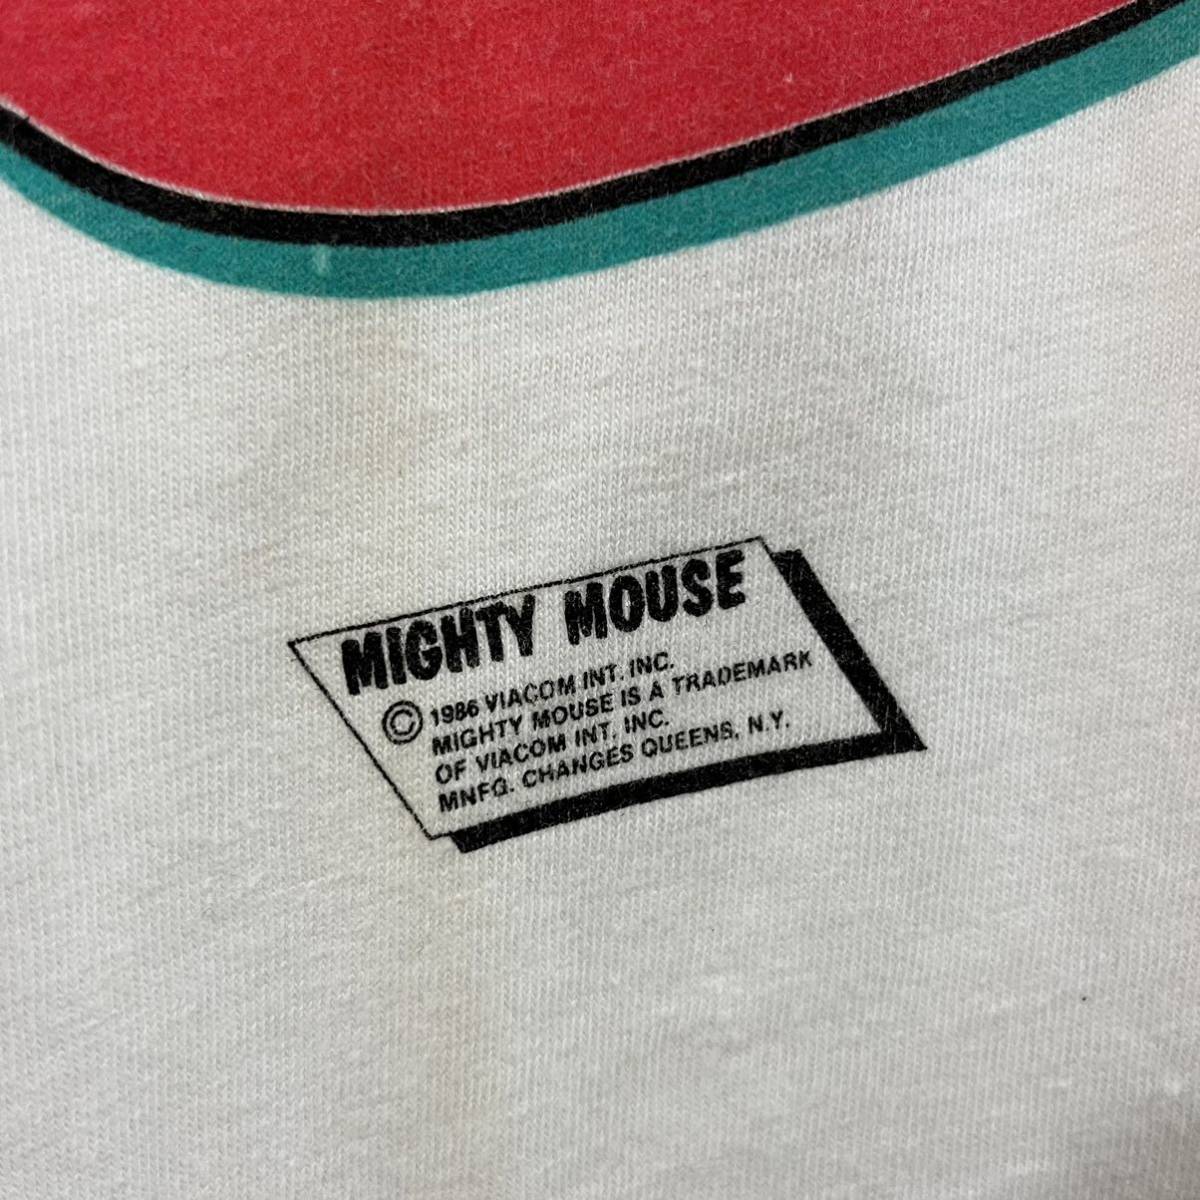 MIGHTY MOUSE
© 1986 VIACOM INT. INC.
MIGHTY MOUSE IS A TRADEMARK
OF VIACOM INT. INC.
MNFG. CHANGES QUEENS, N.Y.